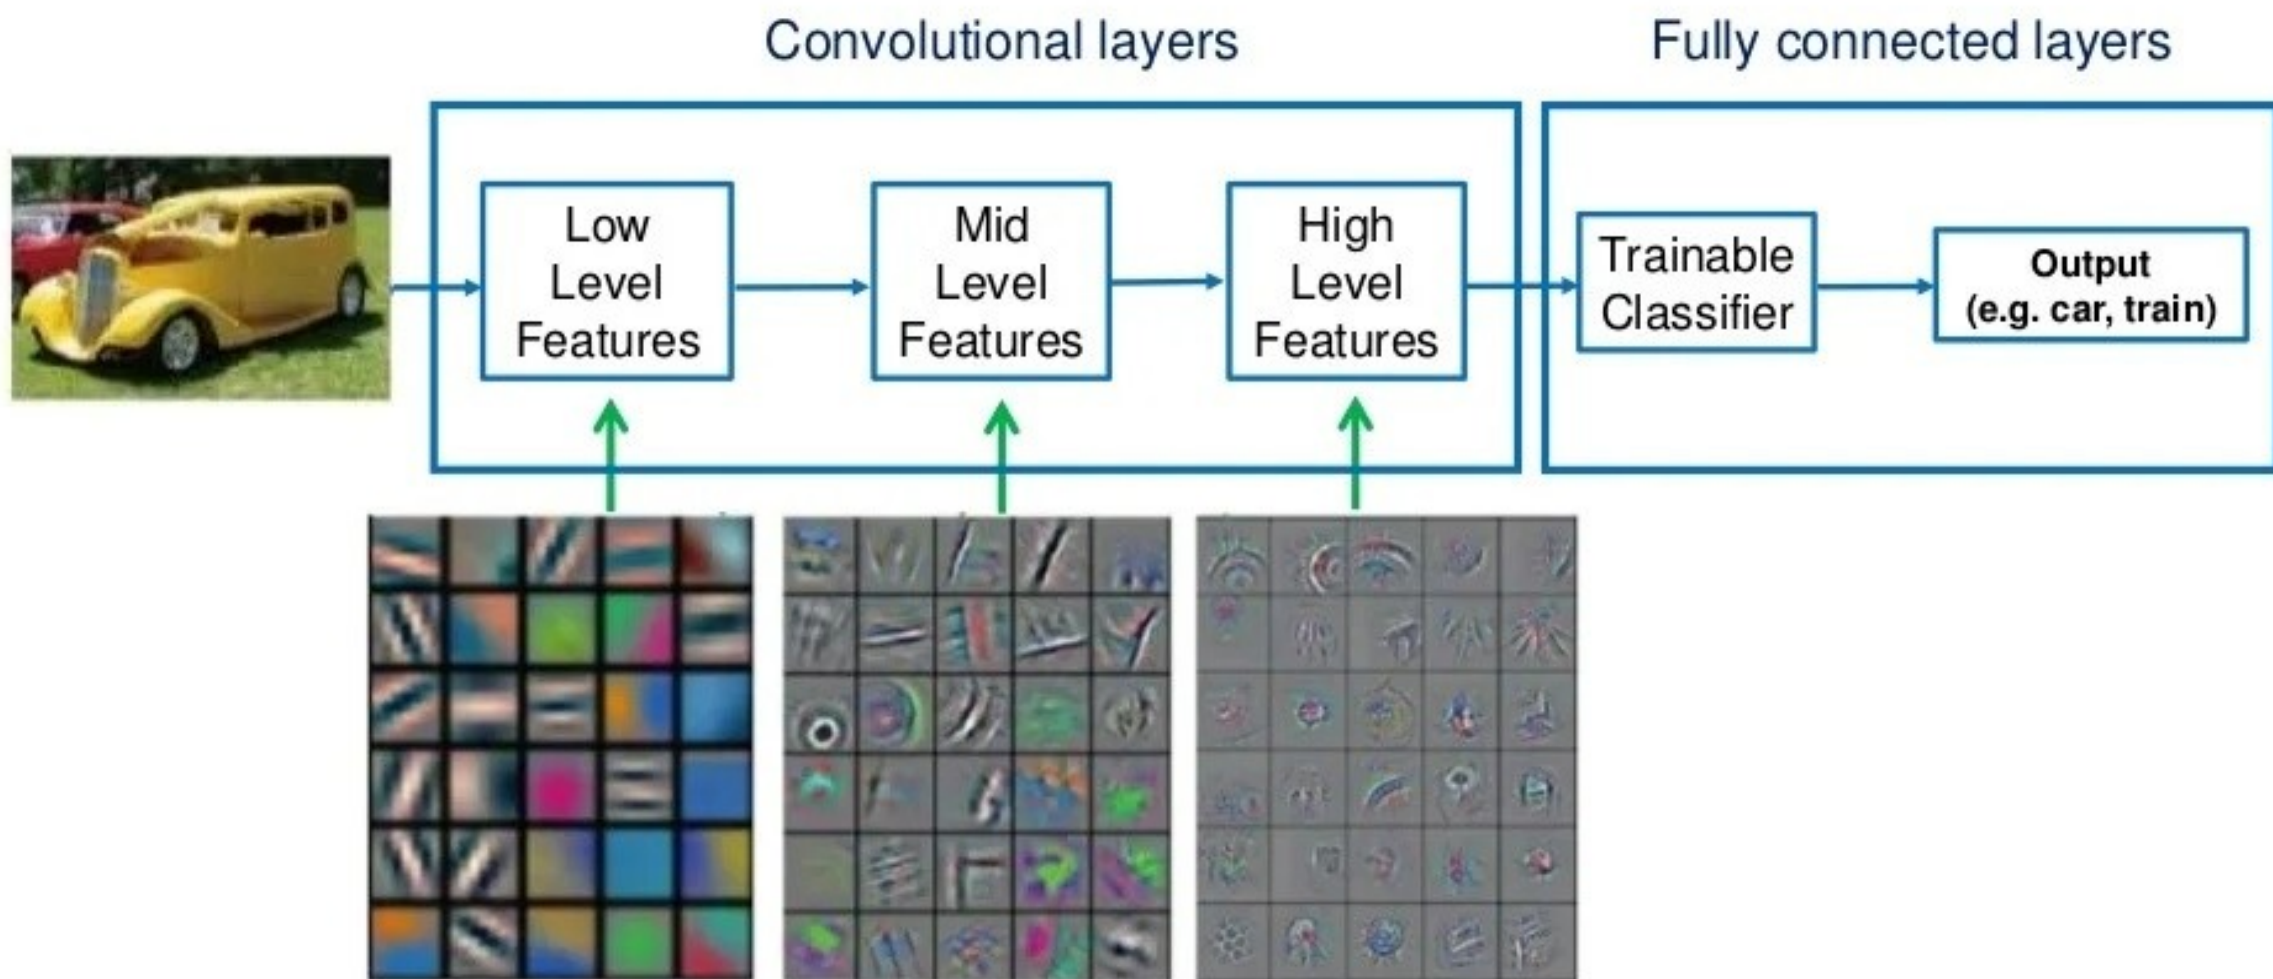 Convolutional layers
Fully connected layers
Low
Level
Features
Mid
Level
Features
High
Level
Features
Trainable
Classifier
Output
(e.g. car, train)